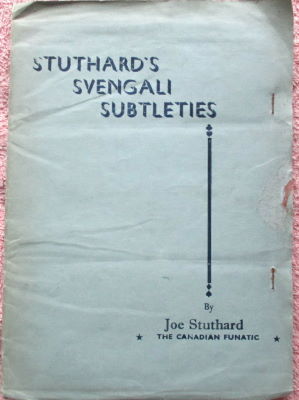 STUTHARD'S
SVENGALI
SUBTLETIES
By
Joe Stuthard
★ THE CANADIAN FUNATIC ★